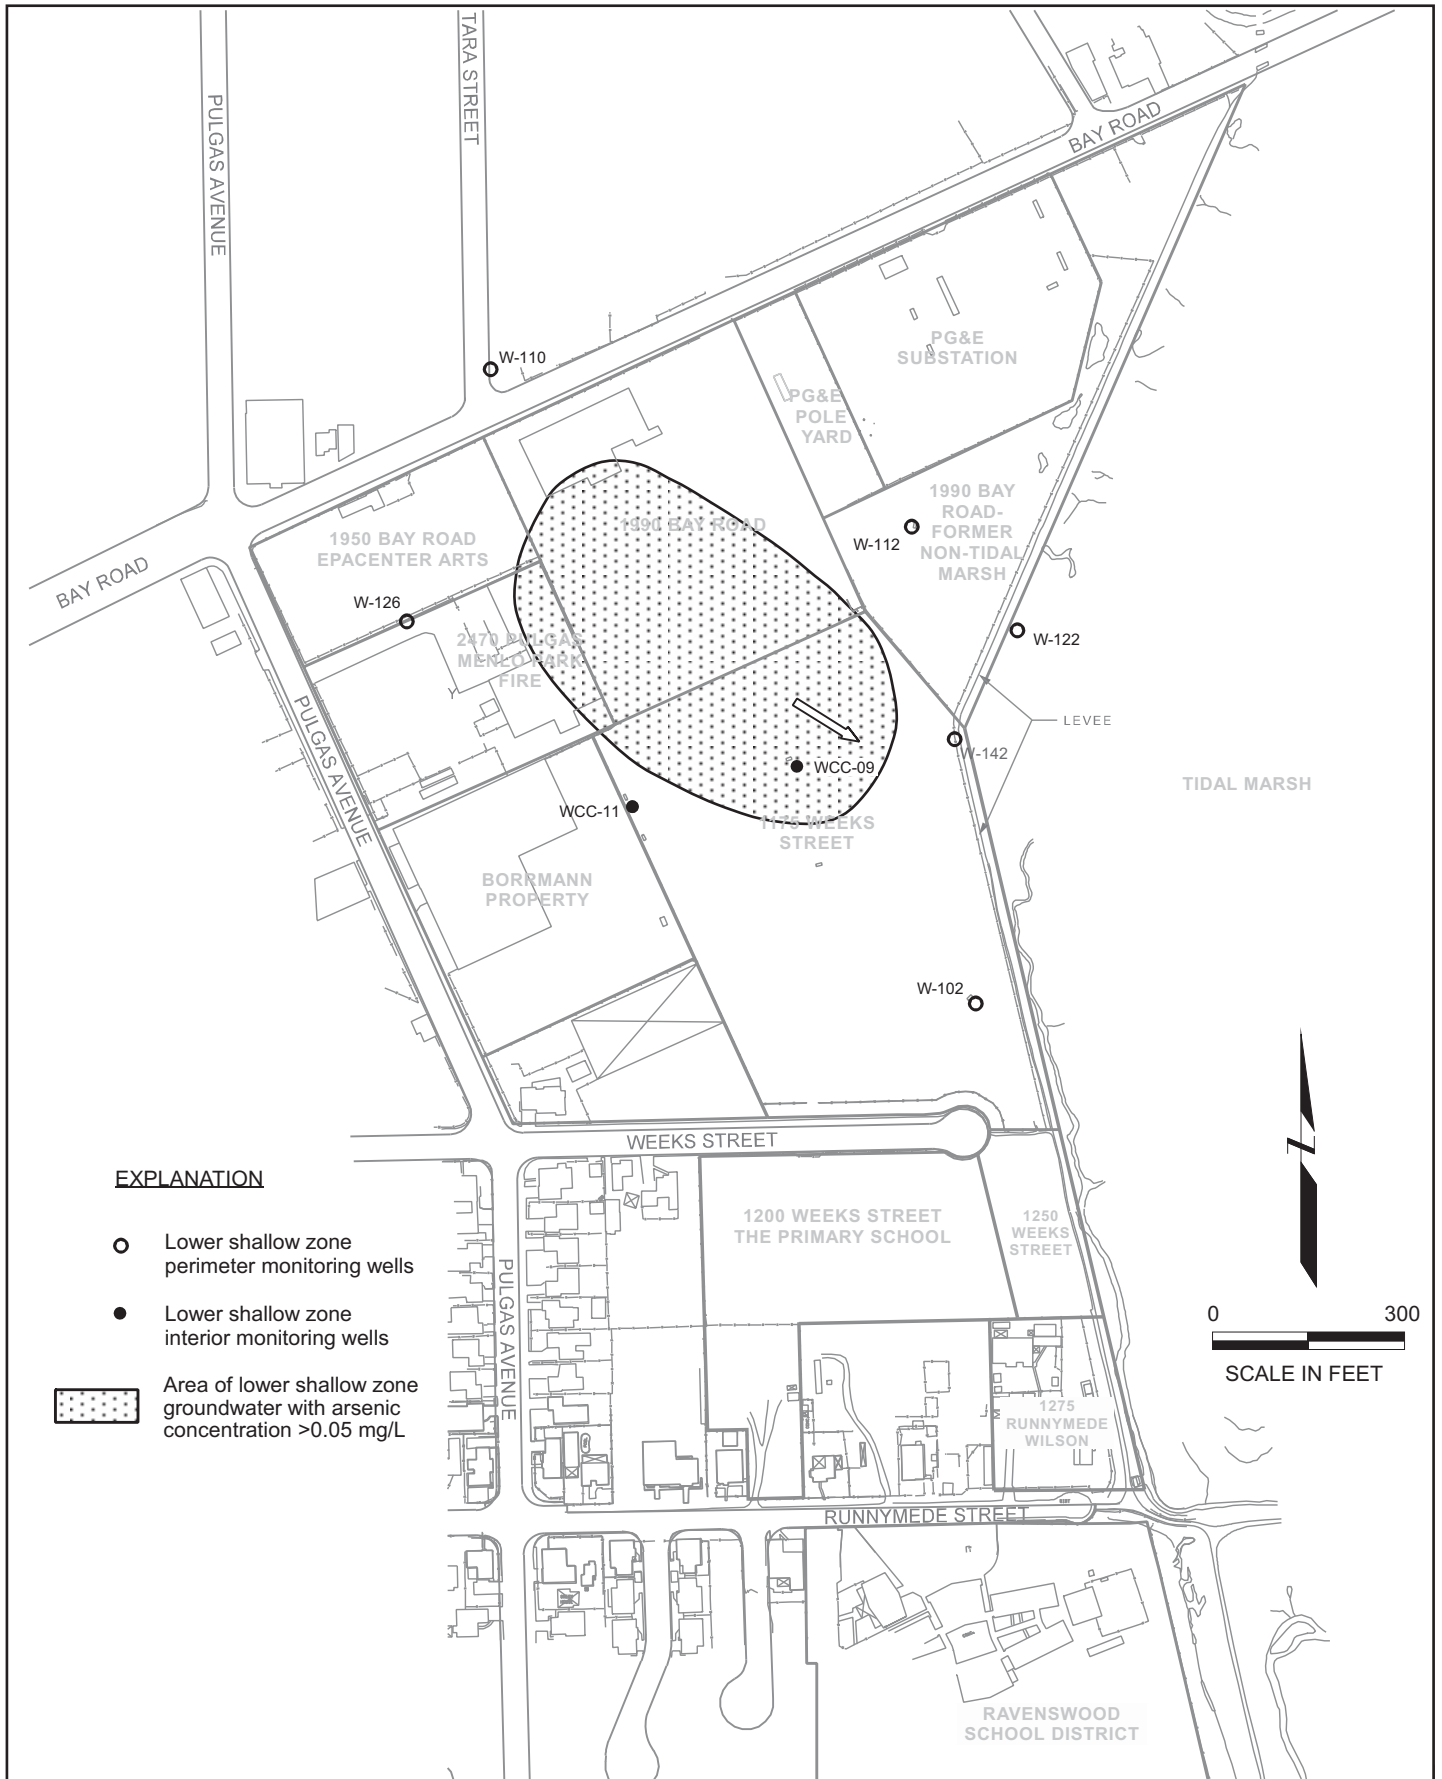 TARA STREET
PULGAS AVENUE
BAY ROAD
W-110
PG&E
SUBSTATION
PG&E
POLE
YARD
1990 BAY
ROAD-
FORMER
NON-TIDAL
MARSH
W-112
1990 BAY ROAD
1950 BAY ROAD
EPACENTER ARTS
BAY ROAD
W-126
2470 PULGAS
MENLO PARK
FIRE
W-122
LEVEE
W-142
WCC-09
TIDAL MARSH
PULGAS AVENUE
WCC-11
1175 WEEKS
STREET
BORRMANN
PROPERTY
W-102
WEEKS STREET
EXPLANATION
Lower shallow zone
perimeter monitoring wells
Lower shallow zone
interior monitoring wells
Area of lower shallow zone
groundwater with arsenic
concentration >0.05 mg/L
PULGAS AVENUE
1200 WEEKS STREET
THE PRIMARY SCHOOL
1250
WEEKS
STREET
Z
0 300
SCALE IN FEET
1275
RUNNYMEDE
WILSON
RUNNYMEDE STREET
RAVENSWOOD
SCHOOL DISTRICT